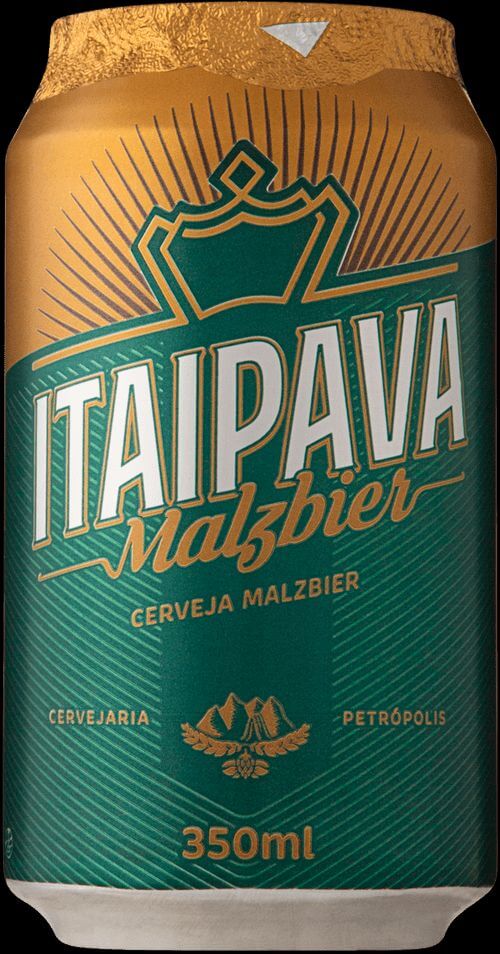 ITAIPAVA
Malzbier
CERVEJA MALZBIER
CERVEJARIA PETRÓPOLIS
350ml